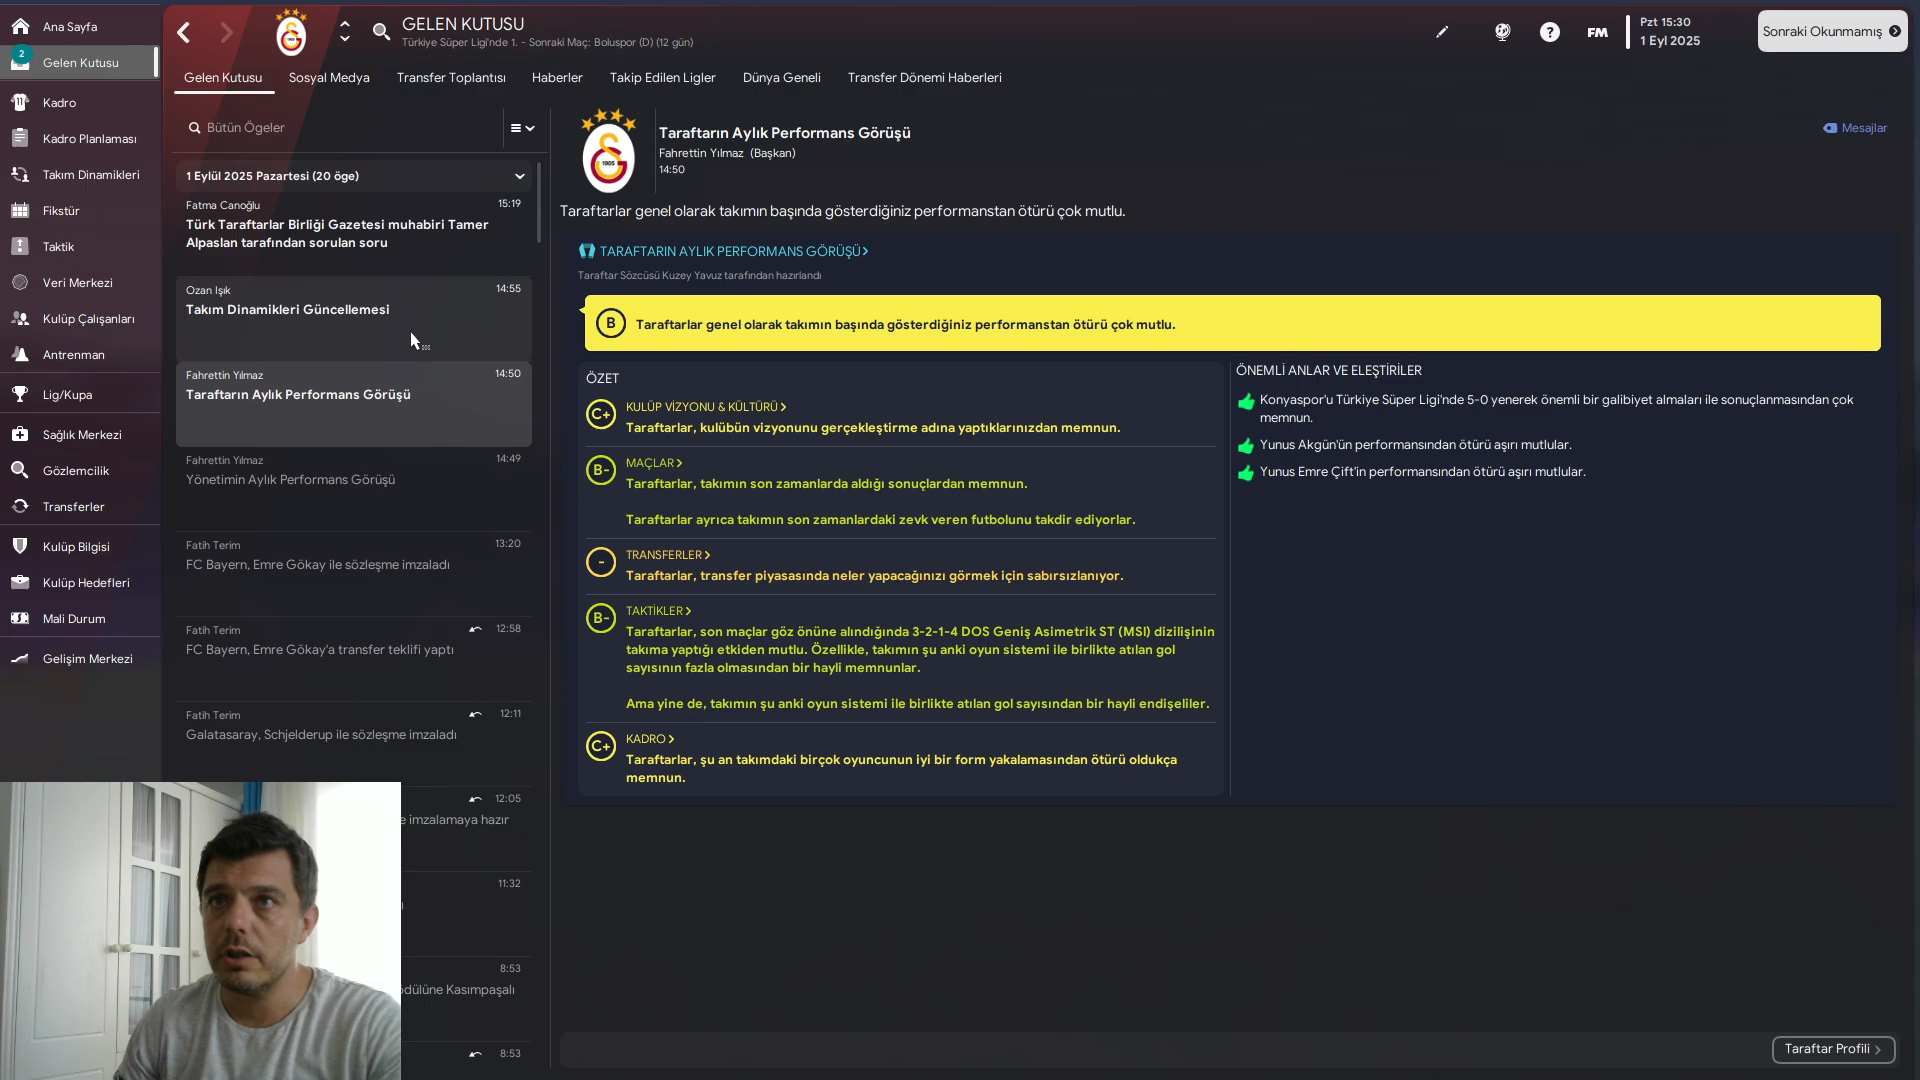 Ana Sayfa
2
Gelen Kutusu
11
Kadro
Kadro Planlaması
Takım Dinamikleri
Fikstür
Taktik
Veri Merkezi
Kulüp Çalışanları
Antrenman
Lig/Kupa
Sağlık Merkezi
Gözlemcilik
Transferler
Kulüp Bilgisi
Kulüp Hedefleri
Mali Durum
Gelişim Merkezi
GELEN KUTUSU
Türkiye Süper Ligi'nde 1. - Sonraki Maç: Boluspor (D) (12 gün)
FM
Pzt 15:30
1 Eyl 2025
Sonraki Okunmamış
Gelen Kutusu
Sosyal Medya
Transfer Toplantısı
Haberler
Takip Edilen Ligler
Dünya Geneli
Transfer Dönemi Haberleri
Bütün Ögeler
1 Eylül 2025 Pazartesi (20 öge)
Fatma Canoğlu 15:19
Türk Taraftarlar Birliği Gazetesi muhabiri Tamer
Alpaslan tarafından sorulan soru
Ozan Işık 14:55
Takım Dinamikleri Güncellemesi
Fahrettin Yılmaz 14:50
Taraftarın Aylık Performans Görüşü
Fahrettin Yılmaz 14:49
Yönetimin Aylık Performans Görüşü
Fatih Terim 13:20
FC Bayern, Emre Gökay ile sözleşme imzaladı
Fatih Terim 12:58
FC Bayern, Emre Gökay'a transfer teklifi yaptı
Fatih Terim 12:11
Galatasaray, Schjelderup ile sözleşme imzaladı
12:05
e imzalamaya hazır
11:32
8:53
ödülüne Kasımpaşalı
8:53
1905
Taraftarın Aylık Performans Görüşü
Fahrettin Yılmaz (Başkan)
14:50
Mesajlar
Taraftarlar genel olarak takımın başında gösterdiğiniz performanstan ötürü çok mutlu.
TARAFTARIN AYLIK PERFORMANS GÖRÜŞÜ
Taraftar Sözcüsü Kuzey Yavuz tarafından hazırlandı
B Taraftarlar genel olarak takımın başında gösterdiğiniz performanstan ötürü çok mutlu.
ÖZET
C+ KULÜP VİZYONU & KÜLTÜRÜ
Taraftarlar, kulübün vizyonunu gerçekleştirme adına yaptıklarınızdan memnun.
B- MAÇLAR
Taraftarlar, takımın son zamanlarda aldığı sonuçlardan memnun.
Taraftarlar ayrıca takımın son zamanlardaki zevk veren futbolunu takdir ediyorlar.
- TRANSFERLER
Taraftarlar, transfer piyasasında neler yapacağınızı görmek için sabırsızlanıyor.
B- TAKTİKLER
Taraftarlar, son maçlar göz önüne alındığında 3-2-1-4 DOS Geniş Asimetrik ST (MSI) dizilişinin
takıma yaptığı etkiden mutlu. Özellikle, takımın şu anki oyun sistemi ile birlikte atılan gol
sayısının fazla olmasından bir hayli memnunlar.
Ama yine de, takımın şu anki oyun sistemi ile birlikte atılan gol sayısından bir hayli endişeliler.
C+ KADRO
Taraftarlar, şu an takımdaki birçok oyuncunun iyi bir form yakalamasından ötürü oldukça
memnun.
ÖNEMLİ ANLAR VE ELEŞTİRİLER
Konyaspor'u Türkiye Süper Ligi'nde 5-0 yenerek önemli bir galibiyet almaları ile sonuçlanmasından çok
memnun.
Yunus Akgün'ün performansından ötürü aşırı mutlular.
Yunus Emre Çift'in performansından ötürü aşırı mutlular.
Taraftar Profili